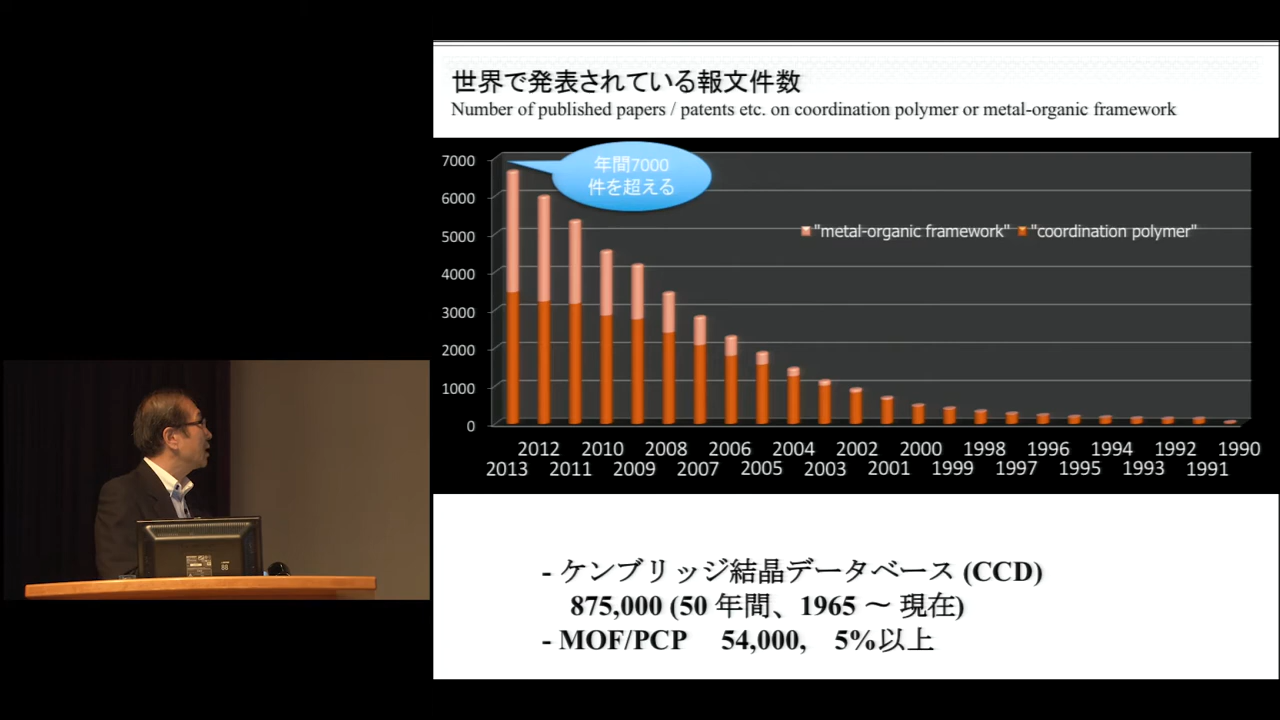 世界で発表されている報文件数
Number of published papers / patents etc. on coordination polymer or metal-organic framework
年間7000
件を超える
7000
6000
5000
4000
3000
2000
1000
0
"metal-organic framework" "coordination polymer"
2012 2010 2008 2006 2004 2002 2000 1998 1996 1994 1992 1990
2013 2011 2009 2007 2005 2003 2001 1999 1997 1995 1993 1991
- ケンブリッジ結晶データベース (CCD)
875,000 (50 年間、1965 ～ 現在)
- MOF/PCP 54,000, 5%以上